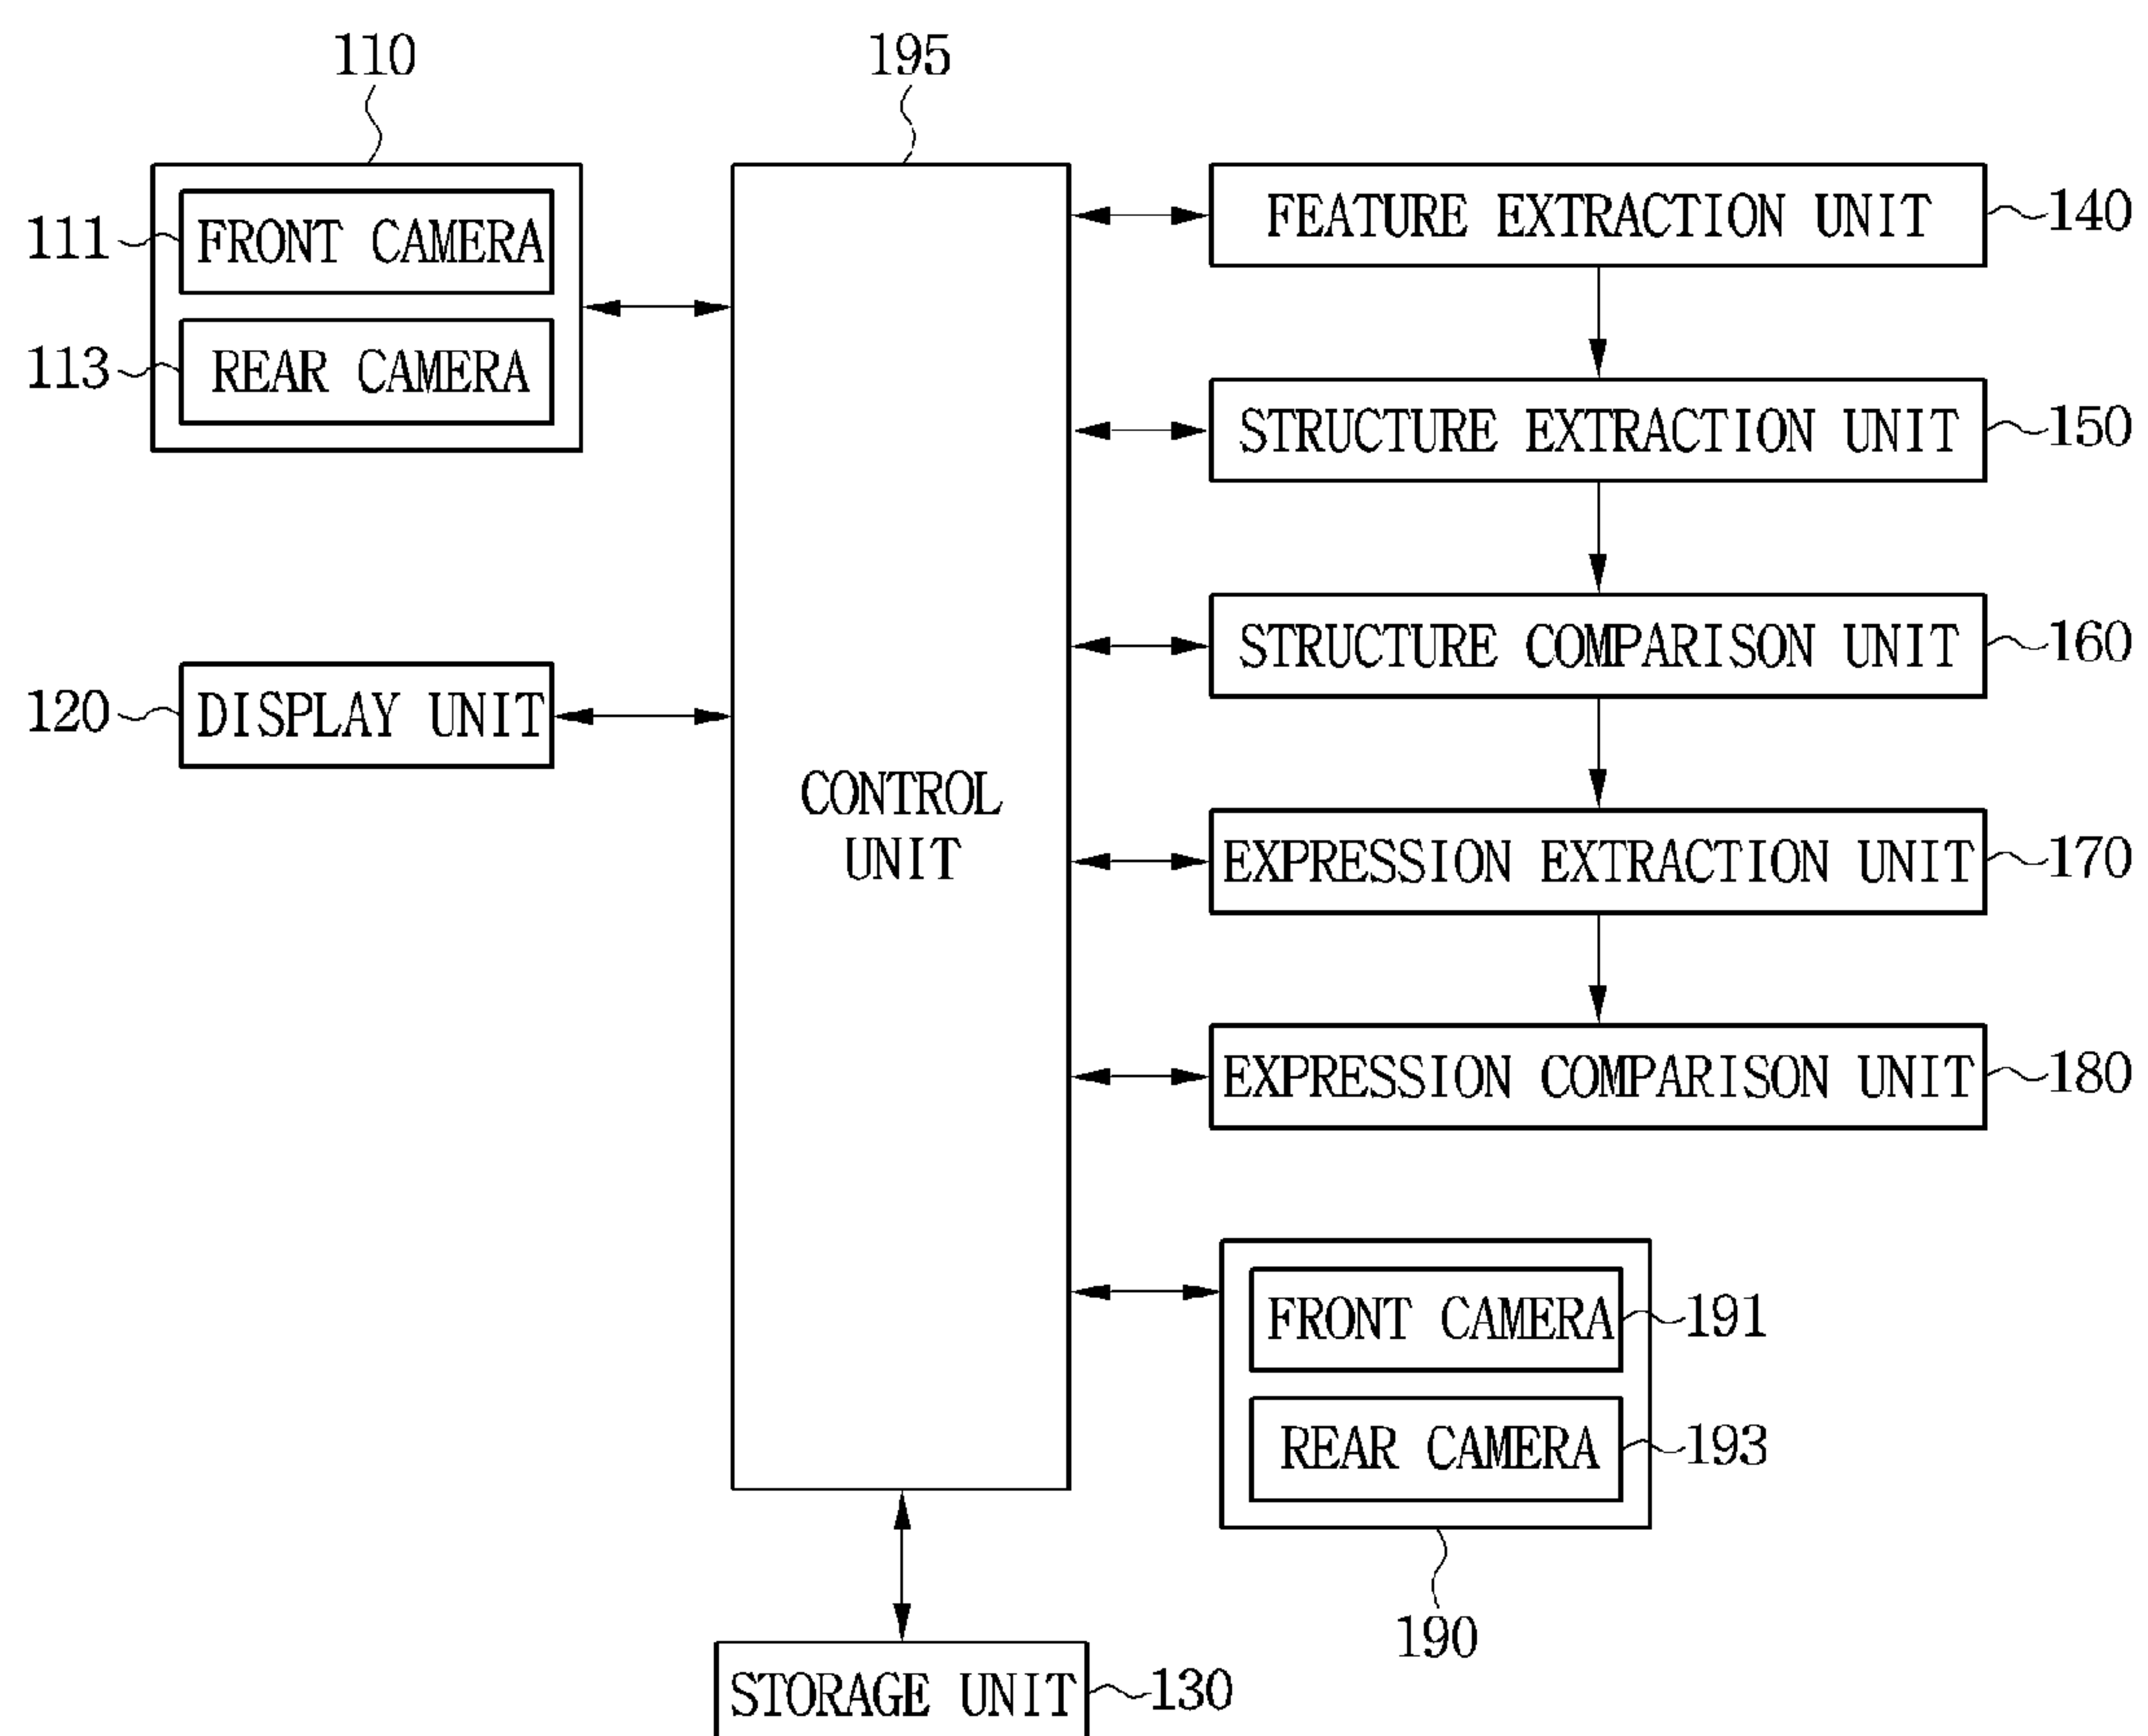 110
195
111
FRONT CAMERA
113
REAR CAMERA
120
DISPLAY UNIT
CONTROL
UNIT
FEATURE EXTRACTION UNIT
140
STRUCTURE EXTRACTION UNIT
150
STRUCTURE COMPARISON UNIT
160
EXPRESSION EXTRACTION UNIT
170
EXPRESSION COMPARISON UNIT
180
FRONT CAMERA
191
REAR CAMERA
193
190
STORAGE UNIT
130